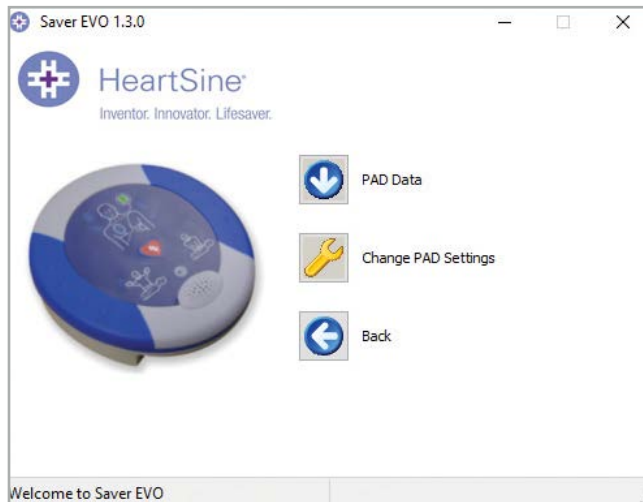 Saver EVO 1.3.0
HeartSine®
Inventor. Innovator. Lifesaver.
PAD Data
Change PAD Settings
Back
Welcome to Saver EVO